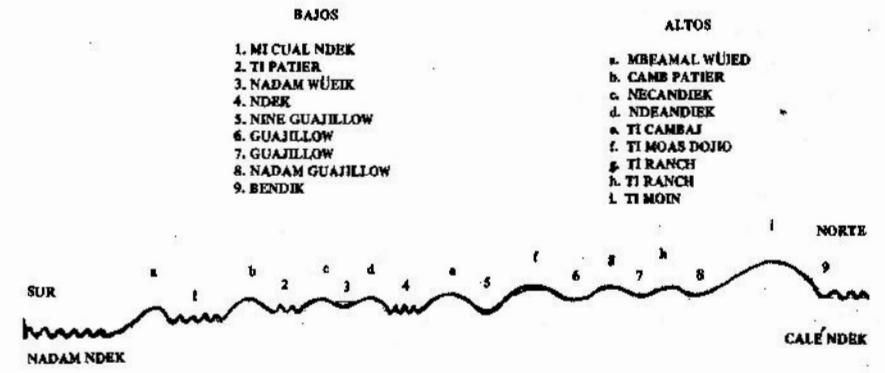 BAJOS
1. MI CUAL NDEK
2. TI PATIER
3. NADAM WÜEIK
4. NDEK
5. NINE GUAJILLOW
6. GUAJILLOW
7. GUAJILLOW
8. NADAM GUAJILLOW
9. BENDIK
ALTOS
a. MBEAMAL WÜIED
b. CAMB PATIER
c. NECANDIEK
d. NDEANDIEK
e. TI CAMBAJ
f. TI MOAS DOJIO
g. TI RANCH
h. TI RANCH
i. TI MOIN
SUR
NORTE
a 1 b 2 c 3 d 4 e 5 f 6 g 7 h 8 i 9
NADAM NDEK
CALE´NDEK